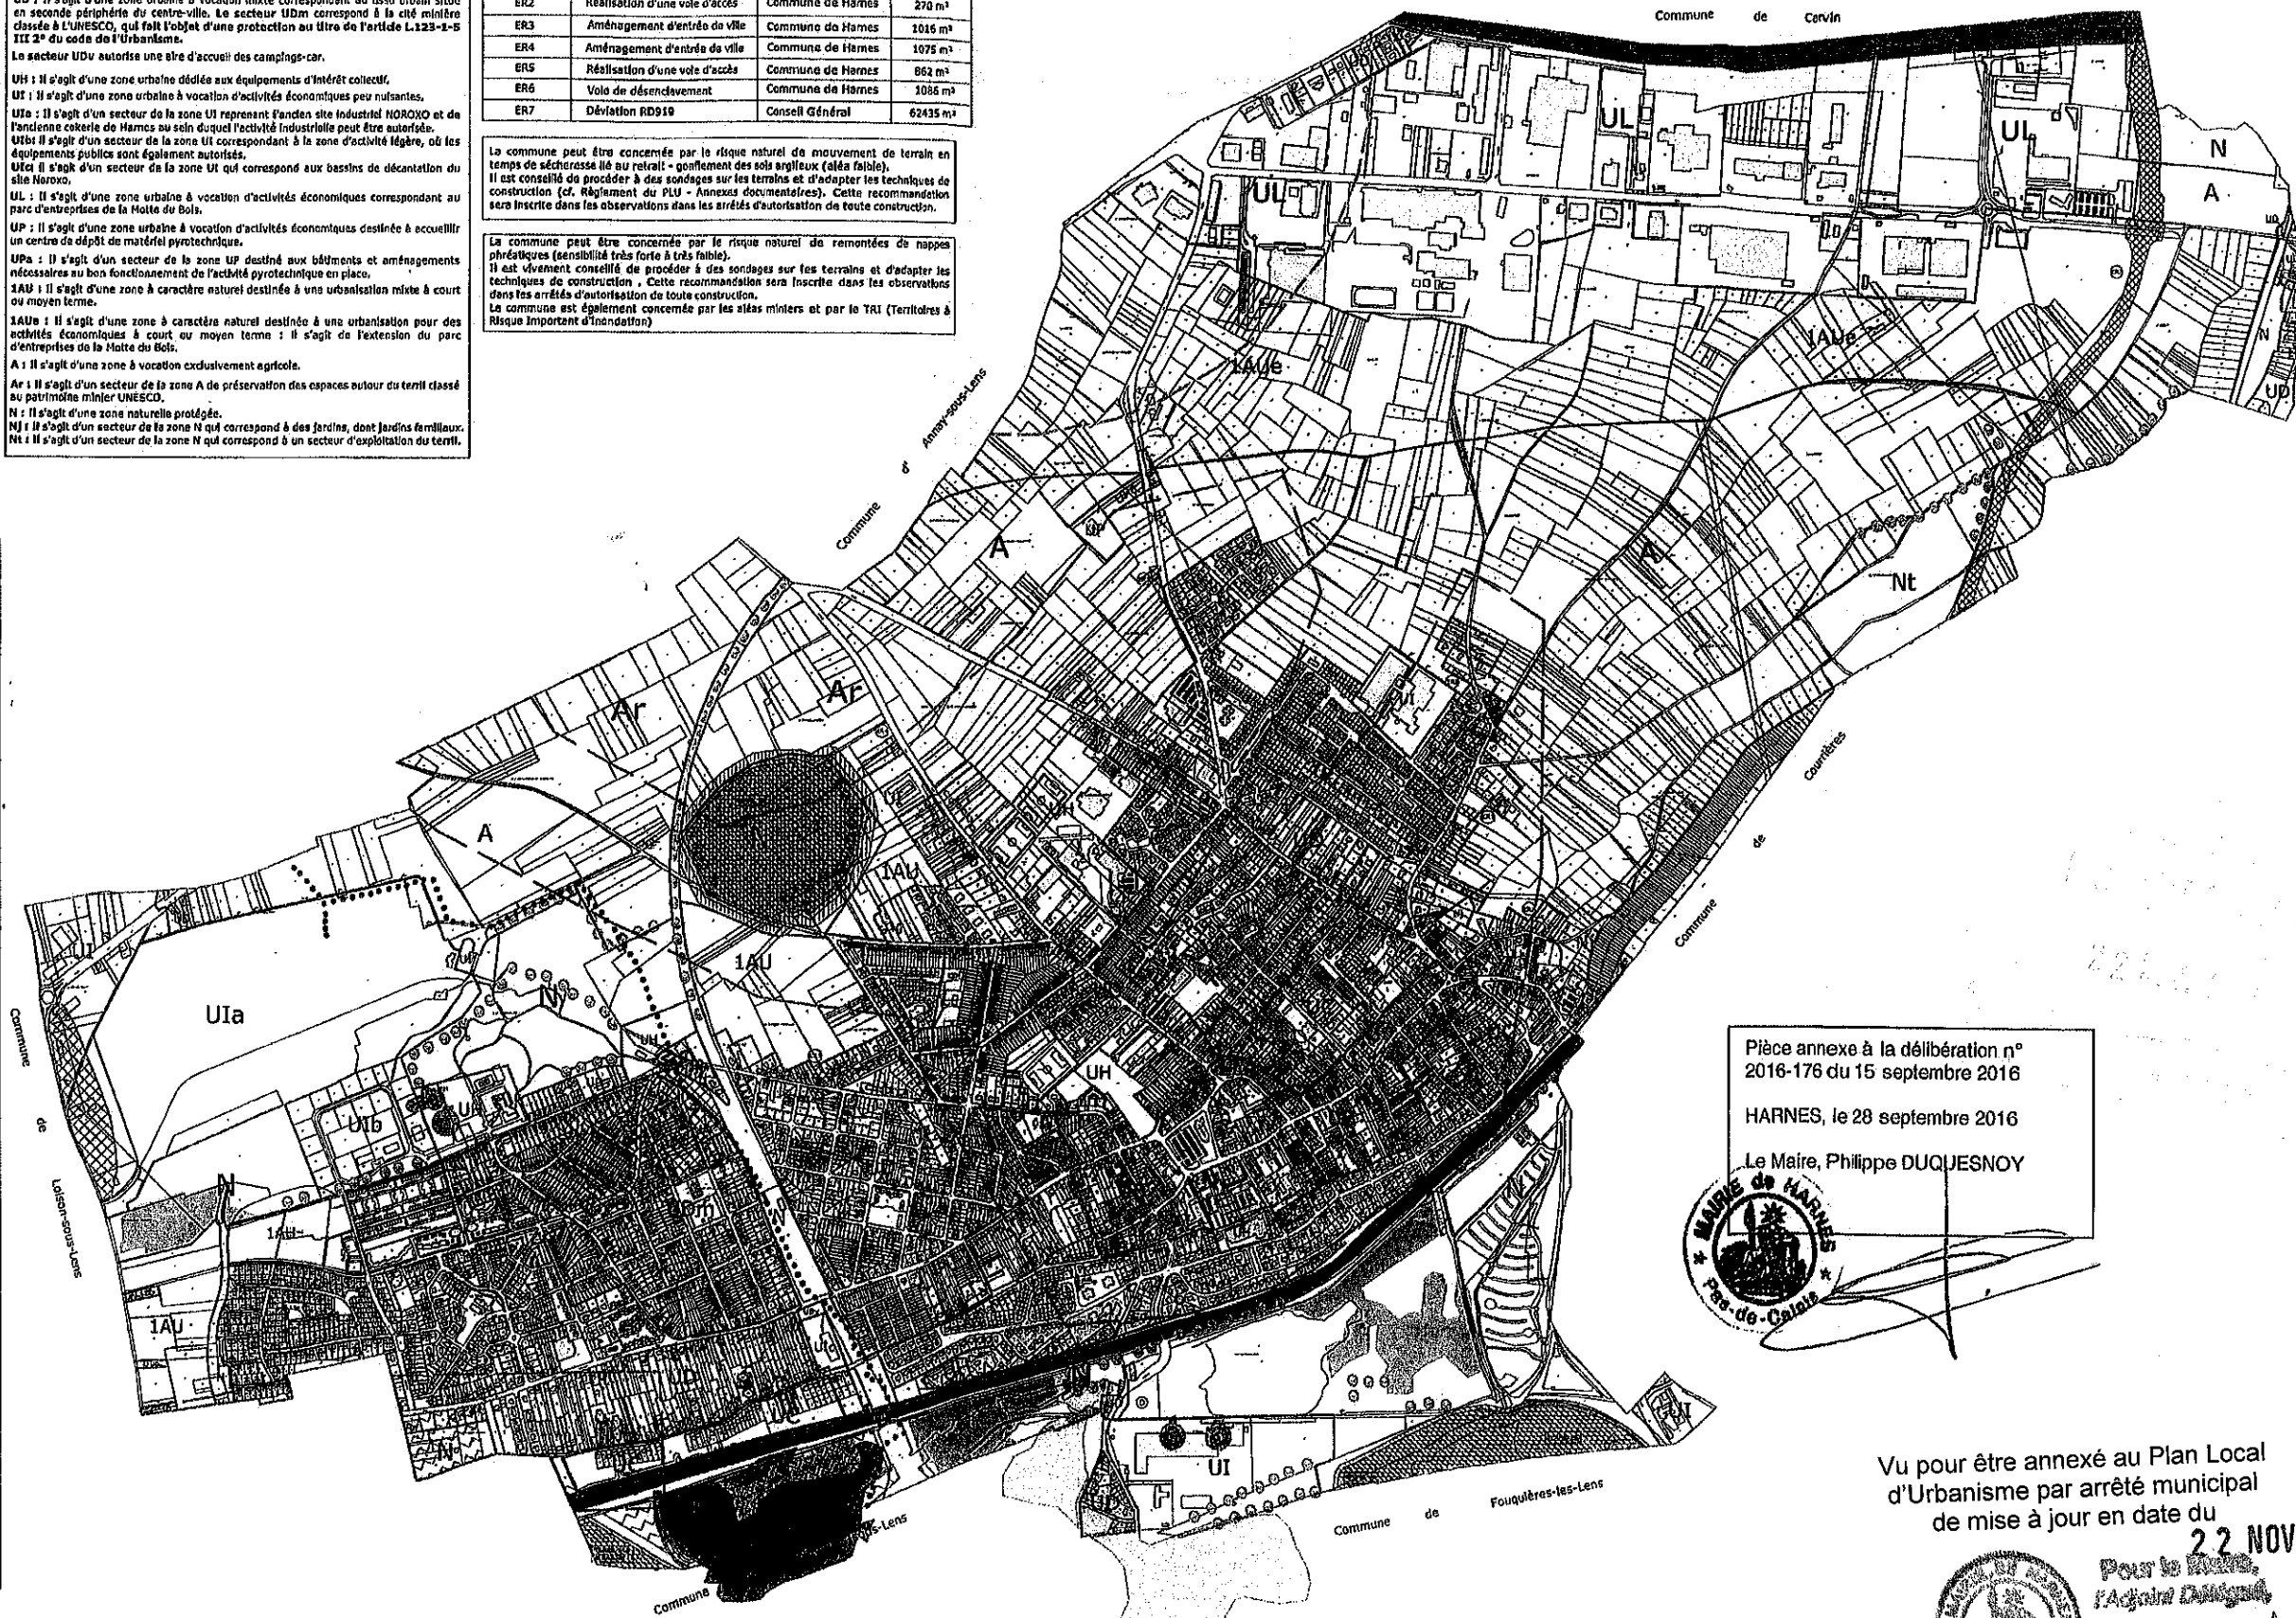 en seconde périphérie du centre-ville. Le secteur UDm correspond à la cité minière
classée à L'UNESCO, qui fait l'objet d'une protection au titre de l'article L.123-1-5
III 2° du code de l'Urbanisme.
Le secteur UDv autorise une aire d'accueil des campings-car.
UH : Il s'agit d'une zone urbaine dédiée aux équipements d'intérêt collectif.
UI : Il s'agit d'une zone urbaine à vocation d'activités économiques peu nuisantes.
UIa : Il s'agit d'un secteur de la zone UI reprenant l'ancien site industriel NOROXO et de
l'ancienne cokerie de Harnes au sein duquel l'activité industrielle peut être autorisée.
UIb: Il s'agit d'un secteur de la zone UI correspondant à la zone d'activité légère, où les
équipements publics sont également autorisés.
UIc: Il s'agit d'un secteur de la zone UI qui correspond aux bassins de décantation du
site Noroxo.
UL : Il s'agit d'une zone urbaine à vocation d'activités économiques correspondant au
parc d'entreprises de la Motte du Bois.
UP : Il s'agit d'une zone urbaine à vocation d'activités économiques destinée à accueillir
un centre de dépôt de matériel pyrotechnique.
UPa : Il s'agit d'un secteur de la zone UP destiné aux bâtiments et aménagements
nécessaires au bon fonctionnement de l'activité pyrotechnique en place.
1AU : Il s'agit d'une zone à caractère naturel destinée à une urbanisation mixte à court
ou moyen terme.
1AUe : Il s'agit d'une zone à caractère naturel destinée à une urbanisation pour des
activités économiques à court ou moyen terme : il s'agit de l'extension du parc
d'entreprises de la Motte du Bois.
A : Il s'agit d'une zone à vocation exclusivement agricole.
Ar : Il s'agit d'un secteur de la zone A de préservation des espaces autour du terril classé
au patrimoine minier UNESCO.
N : Il s'agit d'une zone naturelle protégée.
Nj : Il s'agit d'un secteur de la zone N qui correspond à des jardins, dont jardins familiaux.
Nt : Il s'agit d'un secteur de la zone N qui correspond à un secteur d'exploitation du terril.
ER2 Réalisation d'une voie d'accès Commune de Harnes 270 m²
ER3 Aménagement d'entrée de ville Commune de Harnes 1016 m²
ER4 Aménagement d'entrée de ville Commune de Harnes 1075 m²
ER5 Réalisation d'une voie d'accès Commune de Harnes 862 m²
ER6 Voie de désenclavement Commune de Harnes 1086 m²
ER7 Déviation RD919 Conseil Général 62435 m²
La commune peut être concernée par le risque naturel de mouvement de terrain en
temps de sécheresse lié au retrait - gonflement des sols argileux (aléa faible).
Il est conseillé de procéder à des sondages sur les terrains et d'adapter les techniques de
construction (cf. Règlement du PLU - Annexes documentaires). Cette recommandation
sera inscrite dans les observations dans les arrêtés d'autorisation de toute construction.
La commune peut être concernée par le risque naturel de remontées de nappes
phréatiques (sensibilité très forte à très faible).
Il est vivement conseillé de procéder à des sondages sur les terrains et d'adapter les
techniques de construction . Cette recommandation sera inscrite dans les observations
dans les arrêtés d'autorisation de toute construction.
La commune est également concernée par les aléas miniers et par le TRI (Territoires à
Risque Important d'Inondation)
Commune de Carvin
UL
UL
UL
N
A
N
UD
1AUe
1AUe
Commune d' Annay-sous-Lens
A
UP
A
Nt
Ar
Ar
UI
Commune de Courrières
UH
A
1AU
1AU
UI
UIa
N
UH
UH
UIb
UH
Commune de Loison-sous-Lens
N
1AU
UDm
N
1AU
N
UD
UIc
UI
UI
UD
Commune
Commune de Fouquières-les-Lens
Pièce annexe à la délibération n°
2016-176 du 15 septembre 2016
HARNES, le 28 septembre 2016
Le Maire, Philippe DUQUESNOY
* MAIRIE de HARNES *
Pas-de-Calais
Vu pour être annexé au Plan Local
d'Urbanisme par arrêté municipal
de mise à jour en date du
22 NOV
Pour le Maire,
l'Adjoint Délégué,